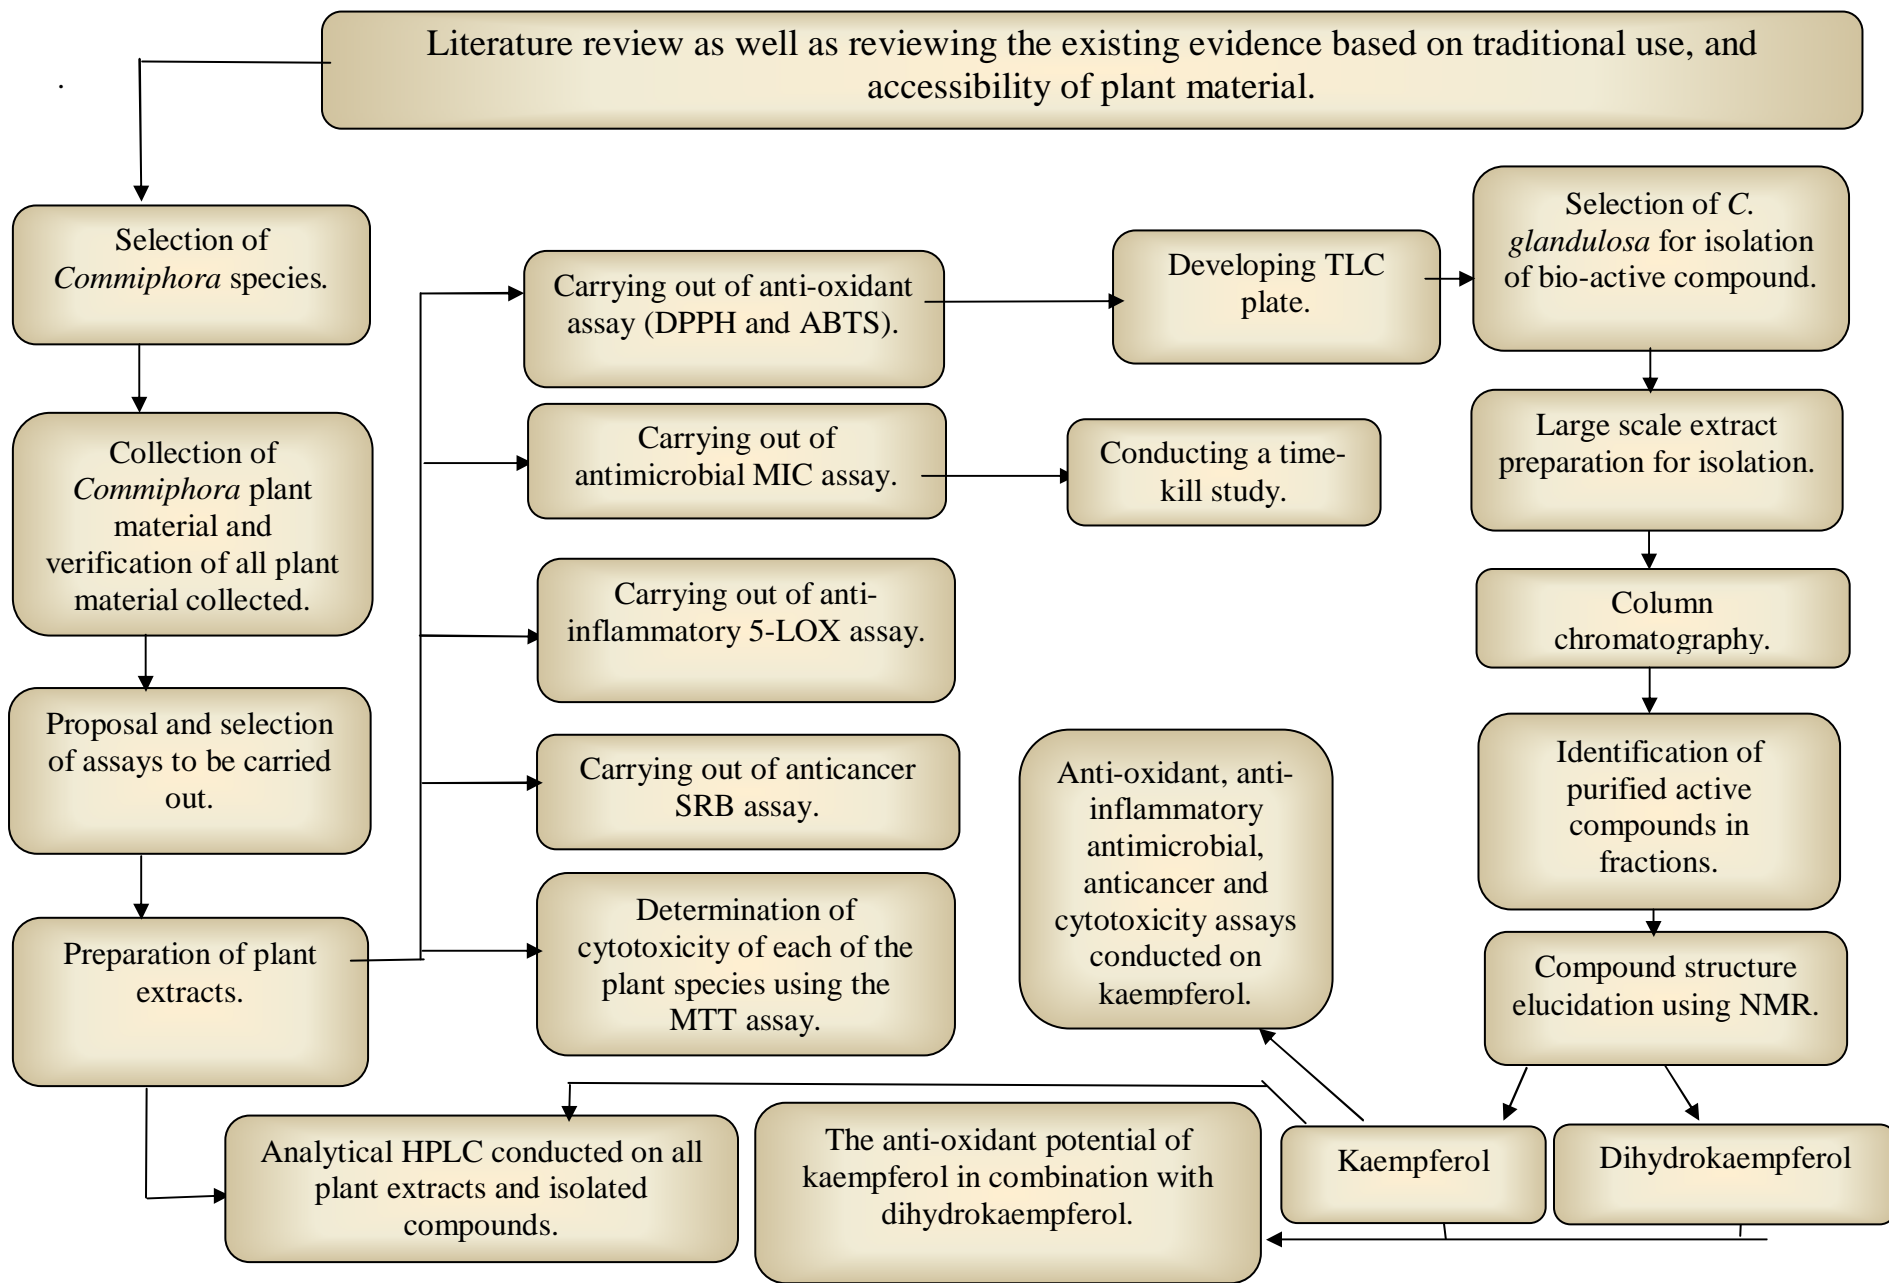 Literature review as well as reviewing the existing evidence based on traditional use, and
accessibility of plant material.
.
Selection of
Commiphora species.
Collection of
Commiphora plant
material and
verification of all plant
material collected.
Proposal and selection
of assays to be carried
out.
Preparation of plant
extracts.
Carrying out of anti-oxidant
assay (DPPH and ABTS).
Carrying out of
antimicrobial MIC assay.
Carrying out of anti-
inflammatory 5-LOX assay.
Carrying out of anticancer
SRB assay.
Determination of
cytotoxicity of each of the
plant species using the
MTT assay.
Developing TLC
plate.
Conducting a time-
kill study.
Selection of C.
glandulosa for isolation
of bio-active compound.
Large scale extract
preparation for isolation.
Column
chromatography.
Identification of
purified active
compounds in
fractions.
Compound structure
elucidation using NMR.
Kaempferol
Dihydrokaempferol
Anti-oxidant, anti-
inflammatory
antimicrobial,
anticancer and
cytotoxicity assays
conducted on
kaempferol.
The anti-oxidant potential of
kaempferol in combination with
dihydrokaempferol.
Analytical HPLC conducted on all
plant extracts and isolated
compounds.